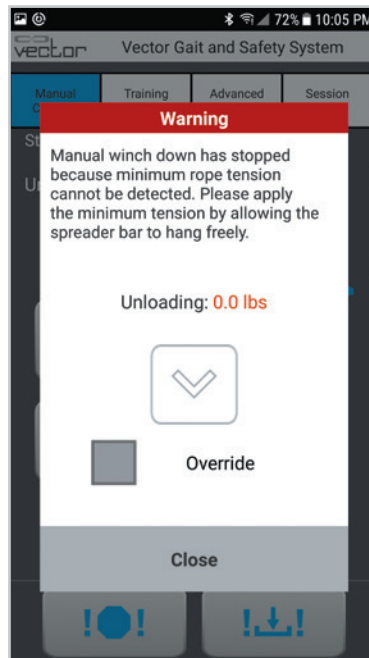 72% 10:05 PM
vector Vector Gait and Safety System
Manual Training Advanced Session
C
St
Warning
Manual winch down has stopped
because minimum rope tension
cannot be detected. Please apply
the minimum tension by allowing the
spreader bar to hang freely.
U
Unloading: 0.0 lbs
Override
Close
! !
! !